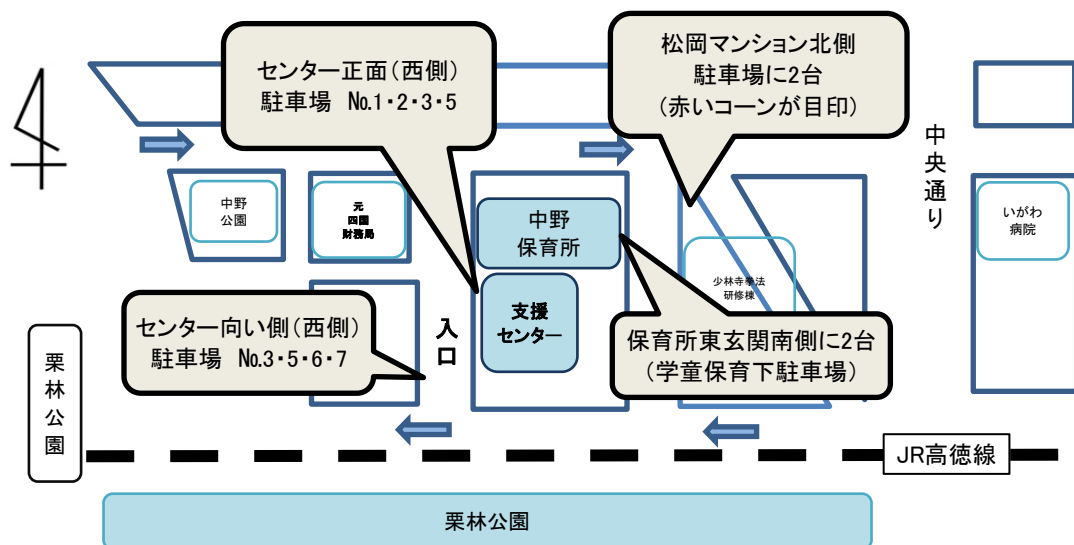 センター正面(西側)
駐車場 №1・2・3・5
松岡マンション北側
駐車場に2台
(赤いコーンが目印)
中央通り
中野
公園
元
四国
財務局
中野
保育所
いがわ
病院
少林寺拳法
研修棟
支援
センター
入口
センター向い側(西側)
駐車場 №3・5・6・7
保育所東玄関南側に2台
(学童保育下駐車場)
栗林公園
JR高徳線
栗林公園